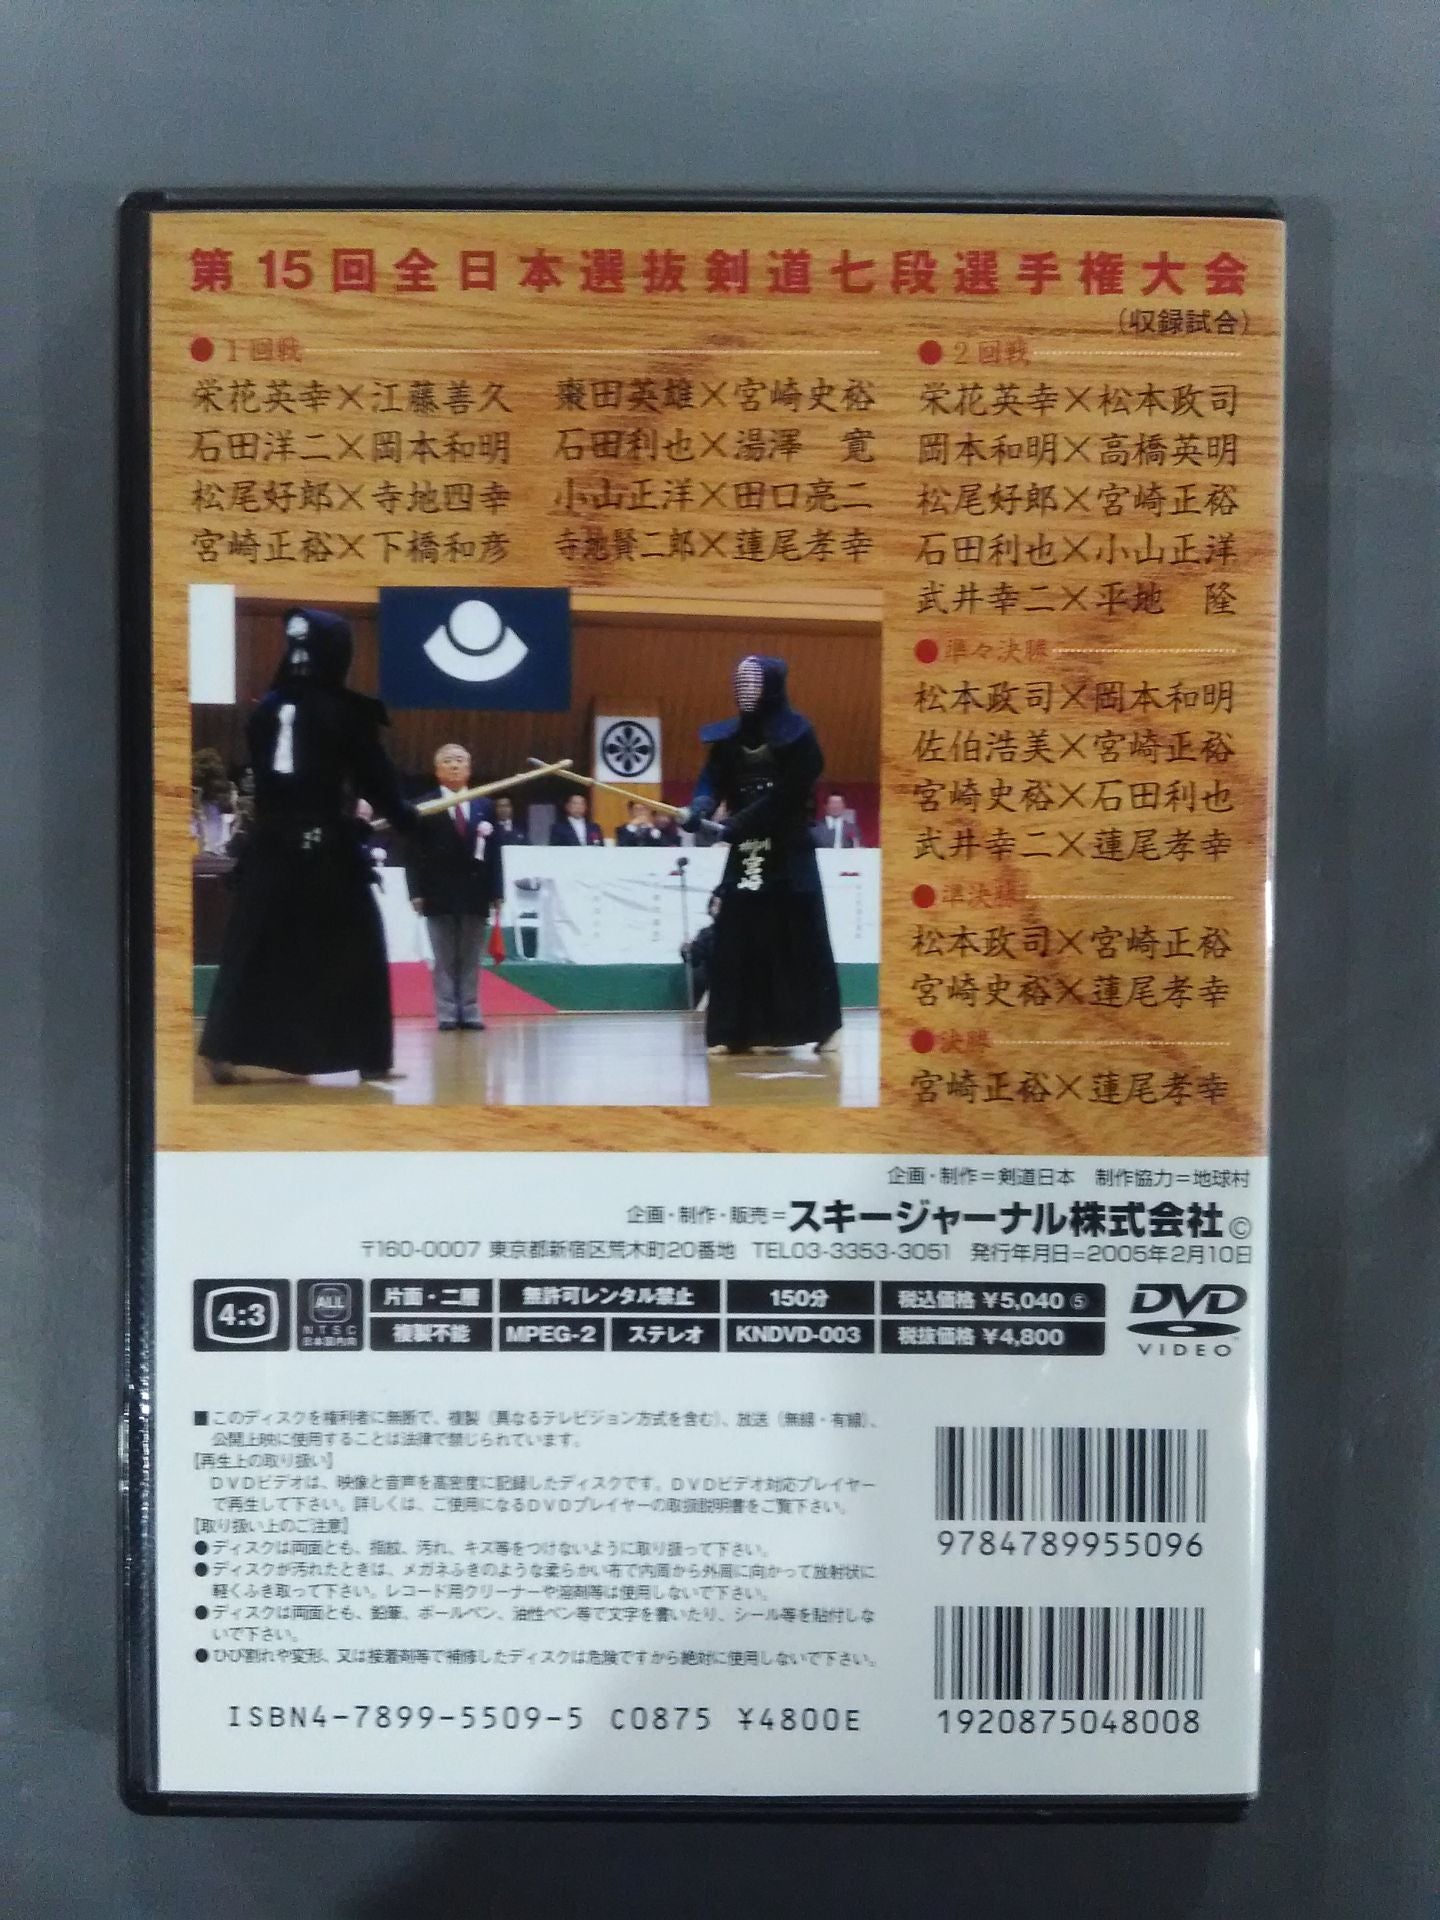 第15回全日本選抜剣道七段選手権大会
(収録試合)
●1回戦
栄花英幸×江藤善久
石田洋二×岡本和明
松尾好郎×寺地四幸
宮崎正裕×下橋和彦
棗田英雄×宮崎史裕
石田利也×湯澤 寛
小山正洋×田口亮二
寺地賢二郎×蓮尾孝幸
●2回戦
栄花英幸×松本政司
岡本和明×高橋英明
松尾好郎×宮崎正裕
石田利也×小山正洋
武井幸二×平地 隆
●準々決勝
松本政司×岡本和明
佐伯浩美×宮崎正裕
宮崎史裕×石田利也
武井幸二×蓮尾孝幸
●準決勝
松本政司×宮崎正裕
宮崎史裕×蓮尾孝幸
●決勝
宮崎正裕×蓮尾孝幸
宮崎
企画・制作=剣道日本 制作協力=地球村
企画・制作・販売=スキージャーナル株式会社©
〒160-0007 東京都新宿区荒木町20番地 TEL03-3353-3051 発行年月日=2005年2月10日
4:3
ALL
NTSC
日本国内向
片面・二層
複製不能
無許可レンタル禁止
MPEG-2
ステレオ
150分
KNDVD-003
税込価格 ¥5,040 ⑤
税抜価格 ¥4,800
DVD
VIDEO
■このディスクを権利者に無断で、複製(異なるテレビジョン方式を含む)、放送(無線・有線)、
公開上映に使用することは法律で禁じられています。
[再生上の取り扱い]
DVDビデオは、映像と音声を高密度に記録したディスクです。DVDビデオ対応プレイヤー
で再生して下さい。詳しくは、ご使用になるDVDプレイヤーの取扱説明書をご覧下さい。
[取り扱い上のご注意]
●ディスクは両面とも、指紋、汚れ、キズ等をつけないように取り扱って下さい。
●ディスクが汚れたときは、メガネふきのような柔らかい布で内周から外周に向かって放射状に
軽くふき取って下さい。レコード用クリーナーや溶剤等は使用しないで下さい。
●ディスクは両面とも、鉛筆、ボールペン、油性ペン等で文字を書いたり、シール等を貼付しな
いで下さい。
●ひび割れや変形、又は接着剤等で補修したディスクは危険ですから絶対に使用しないで下さい。
ISBN4-7899-5509-5 C0875 ¥4800E
9784789955096
1920875048008